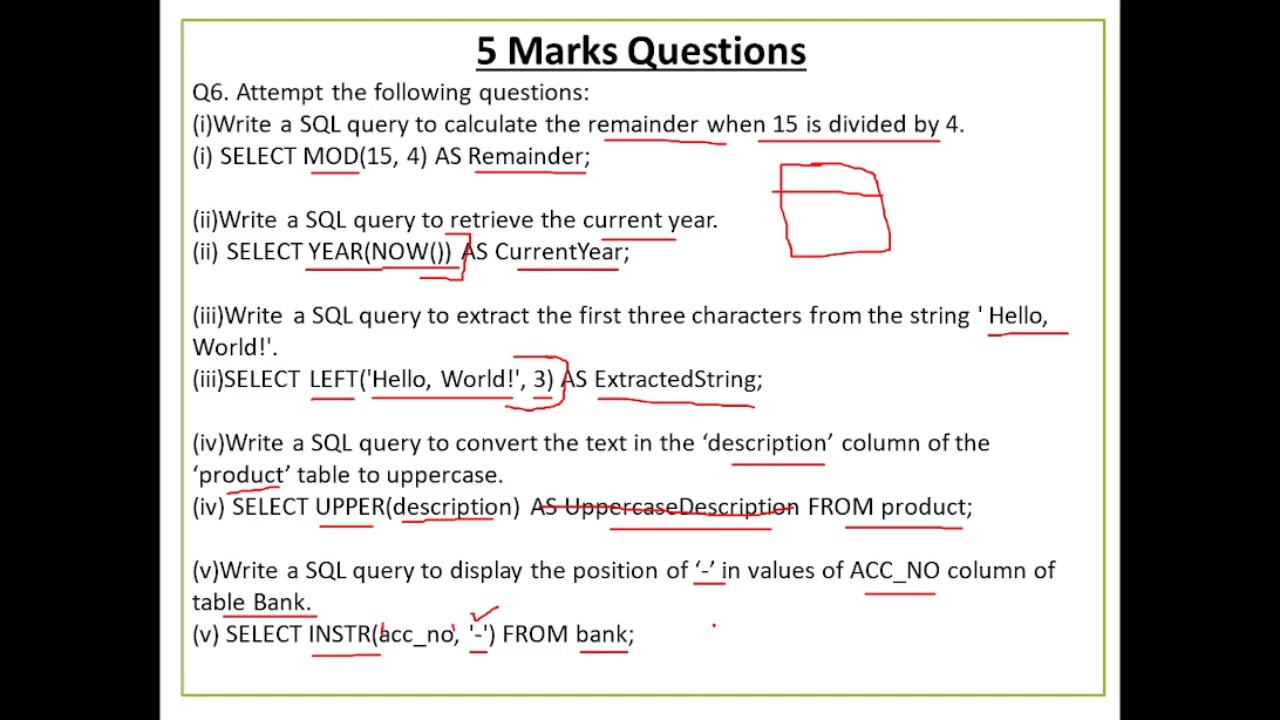 5 Marks Questions
Q6. Attempt the following questions:
(i)Write a SQL query to calculate the remainder when 15 is divided by 4.
(i) SELECT MOD(15, 4) AS Remainder;
(ii)Write a SQL query to retrieve the current year.
(ii) SELECT YEAR(NOW()) AS CurrentYear;
(iii)Write a SQL query to extract the first three characters from the string ' Hello,
World!'.
(iii)SELECT LEFT('Hello, World!', 3) AS ExtractedString;
(iv)Write a SQL query to convert the text in the ‘description’ column of the
‘product’ table to uppercase.
(iv) SELECT UPPER(description) AS UppercaseDescription FROM product;
(v)Write a SQL query to display the position of ‘-’ in values of ACC_NO column of
table Bank.
(v) SELECT INSTR(acc_no, '-') FROM bank;